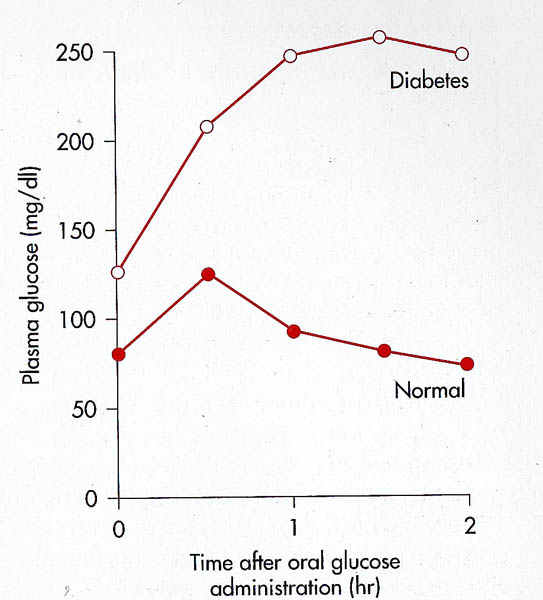 250
200
150
100
50
0
Plasma glucose (mg/dl)
Diabetes
Normal
0
1
2
Time after oral glucose
administration (hr)